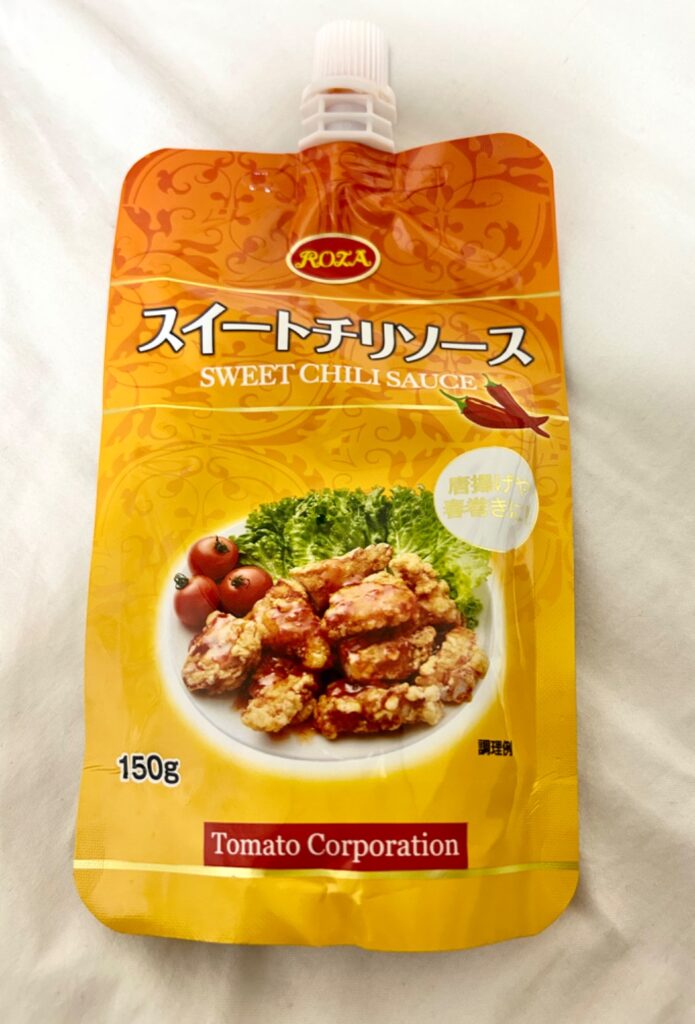 ROZA
スイートチリソース
SWEET CHILI SAUCE
唐揚げや
春巻きに!
150g
調理例
Tomato Corporation